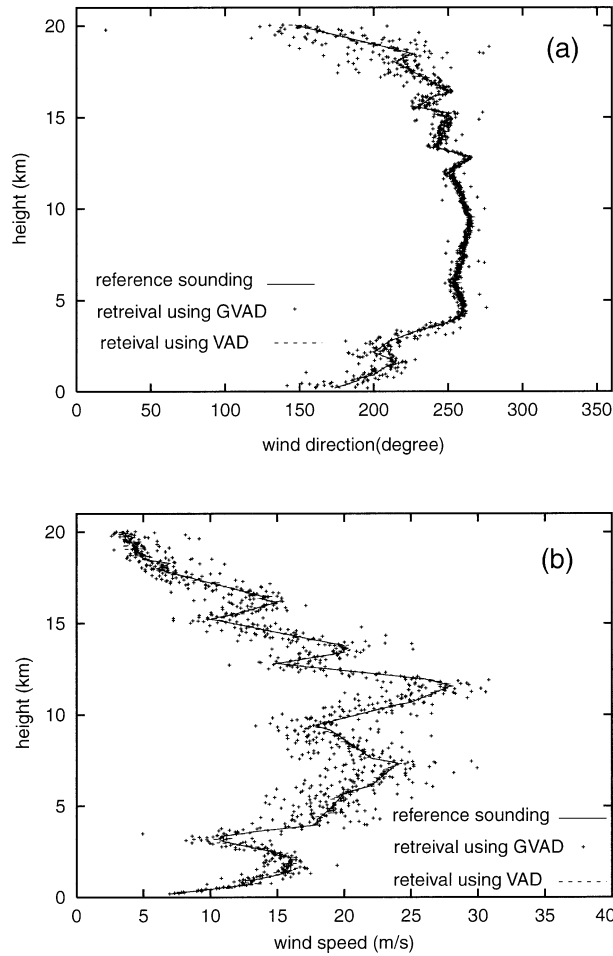 (a)
20
15
10
5
0
height (km)
reference sounding
retreival using GVAD
reteival using VAD
0 50 100 150 200 250 300 350
wind direction(degree)
(b)
20
15
10
5
0
height (km)
reference sounding
retreival using GVAD
reteival using VAD
0 5 10 15 20 25 30 35 40
wind speed (m/s)